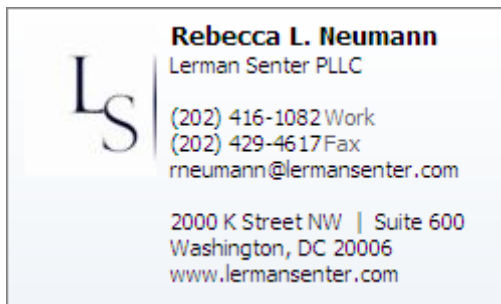 LS
Rebecca L. Neumann
Lerman Senter PLLC
(202) 416-1082 Work
(202) 429-4617 Fax
rneumann@lermansenter.com
2000 K Street NW | Suite 600
Washington, DC 20006
www.lermansenter.com